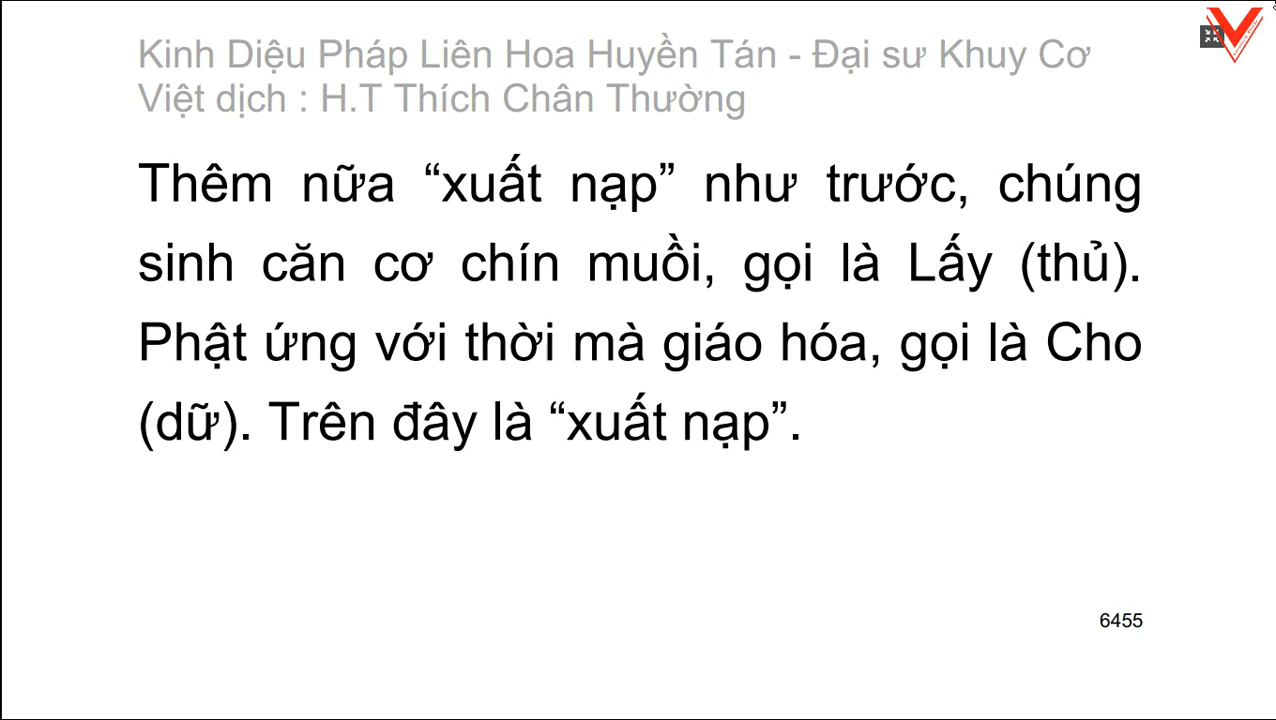 Kinh Diệu Pháp Liên Hoa Huyền Tán - Đại sư Khuy Cơ
Việt dịch : H.T Thích Chân Thường
Thêm nữa “xuất nạp” như trước, chúng
sinh căn cơ chín muồi, gọi là Lấy (thủ).
Phật ứng với thời mà giáo hóa, gọi là Cho
(dữ). Trên đây là “xuất nạp”.
6455